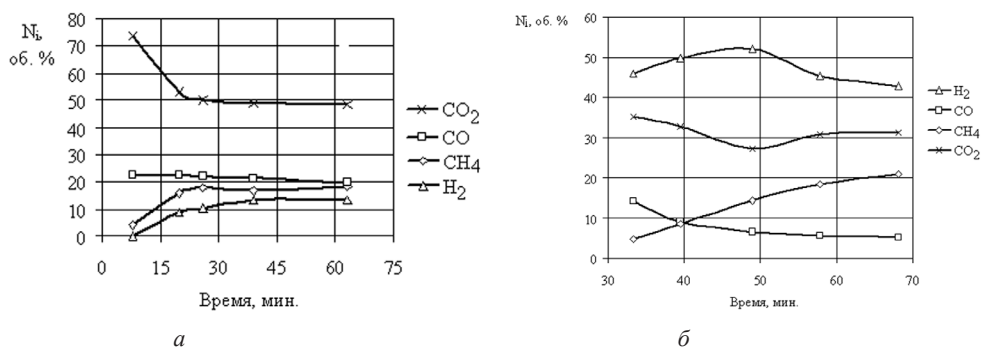 Nᵢ,
об. %
80
70
60
50
40
30
20
10
0
0 15 30 45 60 75
Время, мин.
CO₂
CO
CH₄
H₂
а
Nᵢ, об. %
60
50
40
30
20
10
0
30 40 50 60 70
Время, мин.
H₂
CO
CH₄
CO₂
б